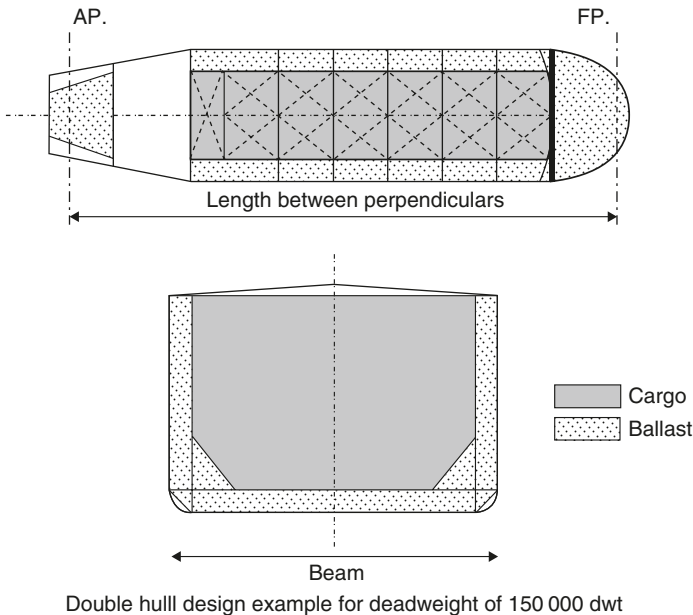 AP.
FP.
Length between perpendiculars
Cargo
Ballast
Beam
Double hulll design example for deadweight of 150 000 dwt